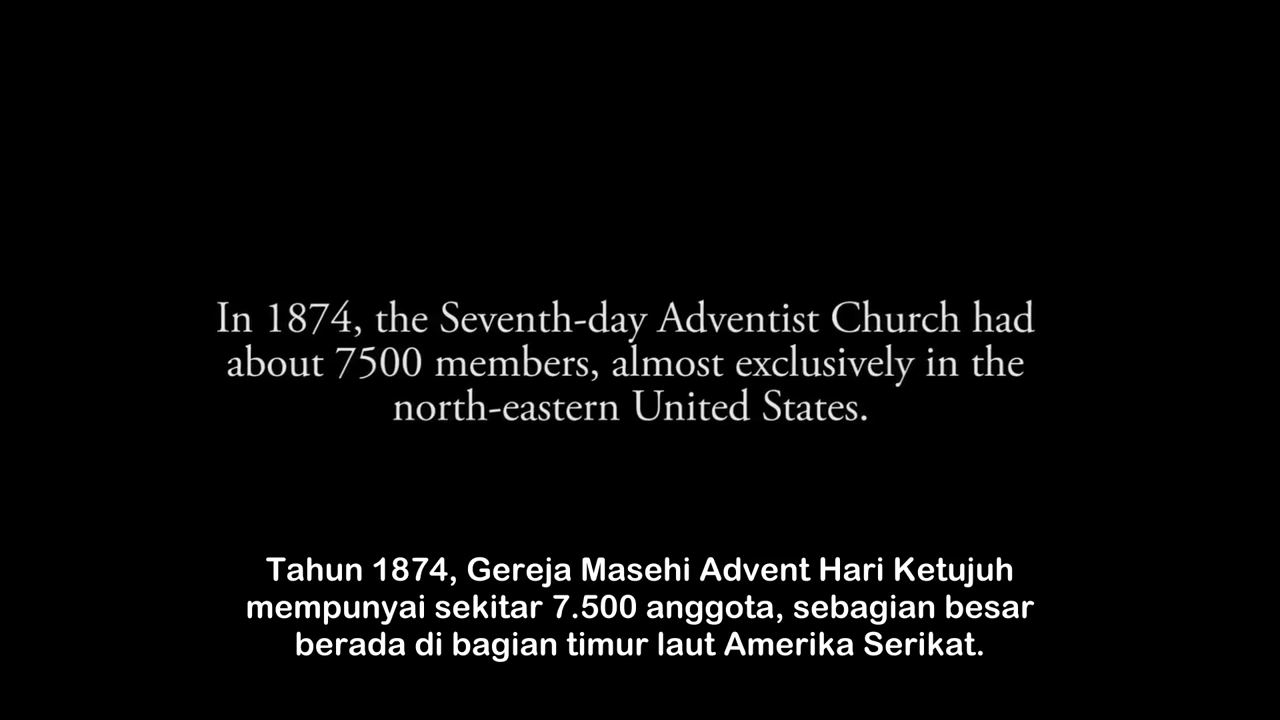 In 1874, the Seventh-day Adventist Church had
about 7500 members, almost exclusively in the
north-eastern United States.
Tahun 1874, Gereja Masehi Advent Hari Ketujuh
mempunyai sekitar 7.500 anggota, sebagian besar
berada di bagian timur laut Amerika Serikat.